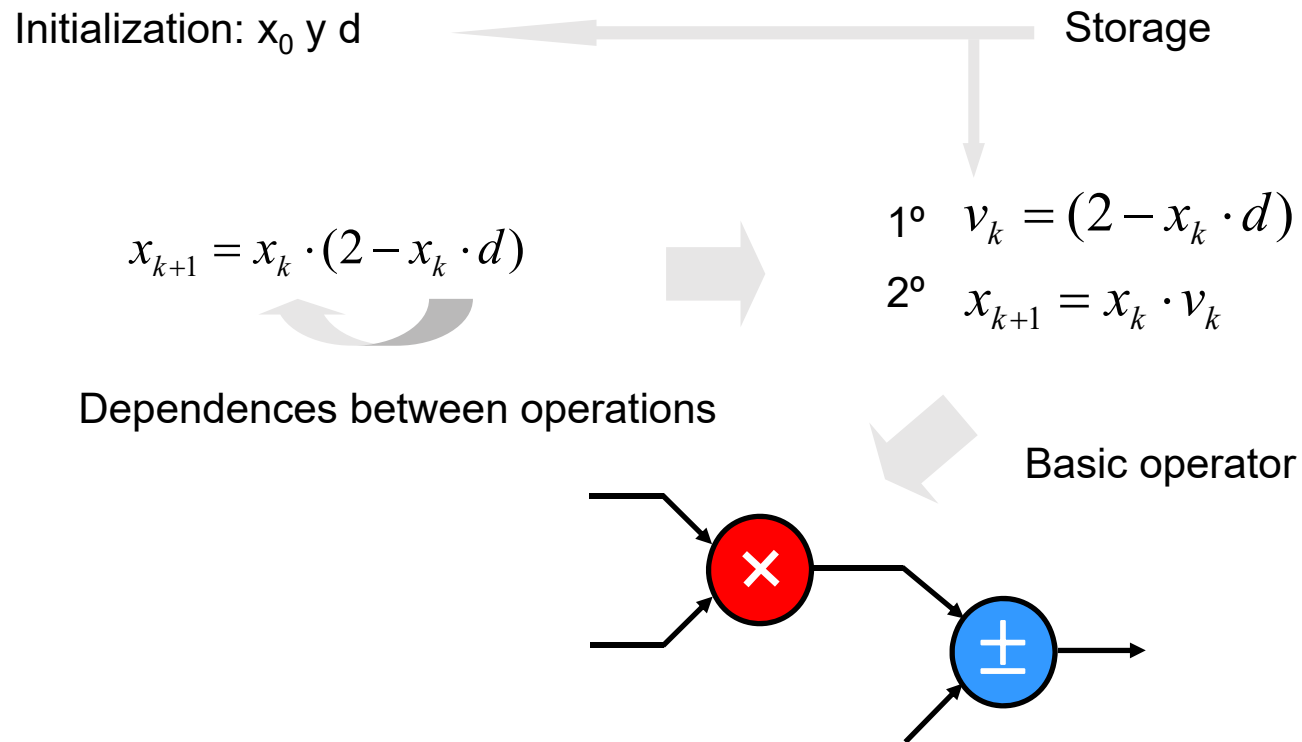 Initialization: x₀ y d
Storage
xₖ₊₁ = xₖ · (2 − xₖ · d)
1º vₖ = (2 − xₖ · d)
2º xₖ₊₁ = xₖ · vₖ
Dependences between operations
Basic operator
×
±